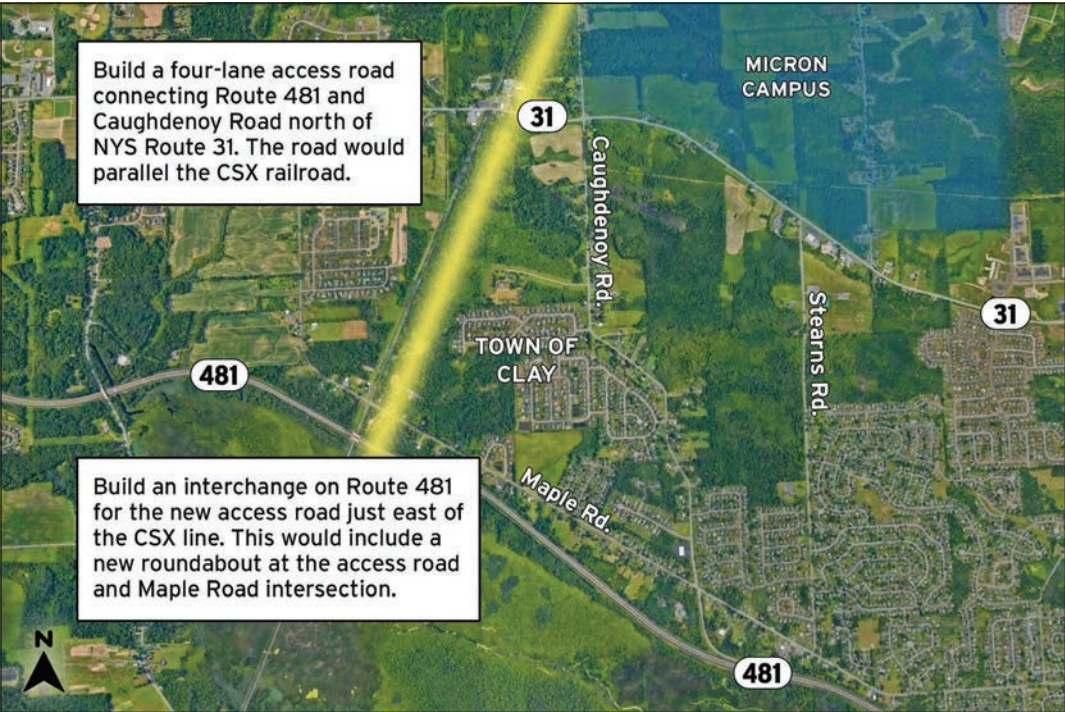 Build a four-lane access road
connecting Route 481 and
Caughdenoy Road north of
NYS Route 31. The road would
parallel the CSX railroad.
MICRON
CAMPUS
31
Caughdenoy Rd.
Stearns Rd.
31
TOWN OF
CLAY
481
Maple Rd.
Build an interchange on Route 481
for the new access road just east of
the CSX line. This would include a
new roundabout at the access road
and Maple Road intersection.
N
481